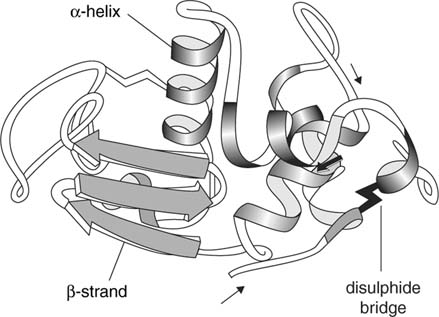 α-helix
β-strand
disulphide
bridge